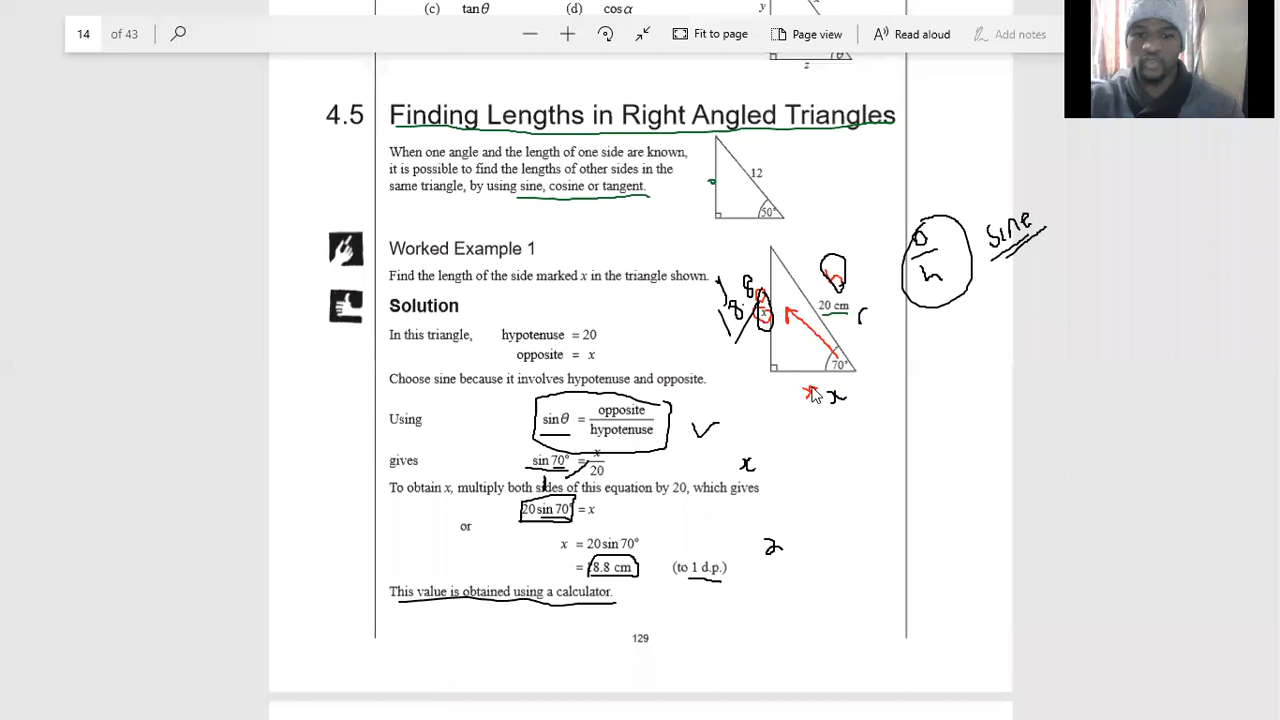 (c) tanθ (d) cosα y
14 of 43 Fit to page Page view Read aloud Add notes
z θ
4.5 Finding Lengths in Right Angled Triangles
When one angle and the length of one side are known,
it is possible to find the lengths of other sides in the
same triangle, by using sine, cosine or tangent.
12
50°
Worked Example 1
Find the length of the side marked x in the triangle shown.
o
h
sine
h
20 cm
18.8
x
70°
x
Solution
In this triangle, hypotenuse = 20
opposite = x
Choose sine because it involves hypotenuse and opposite.
Using sinθ = opposite
hypotenuse
gives sin 70° = x
20
x
To obtain x, multiply both sides of this equation by 20, which gives
20 sin 70° = x
or
x = 20 sin 70°
= 8.8 cm (to 1 d.p.)
2
This value is obtained using a calculator.
129